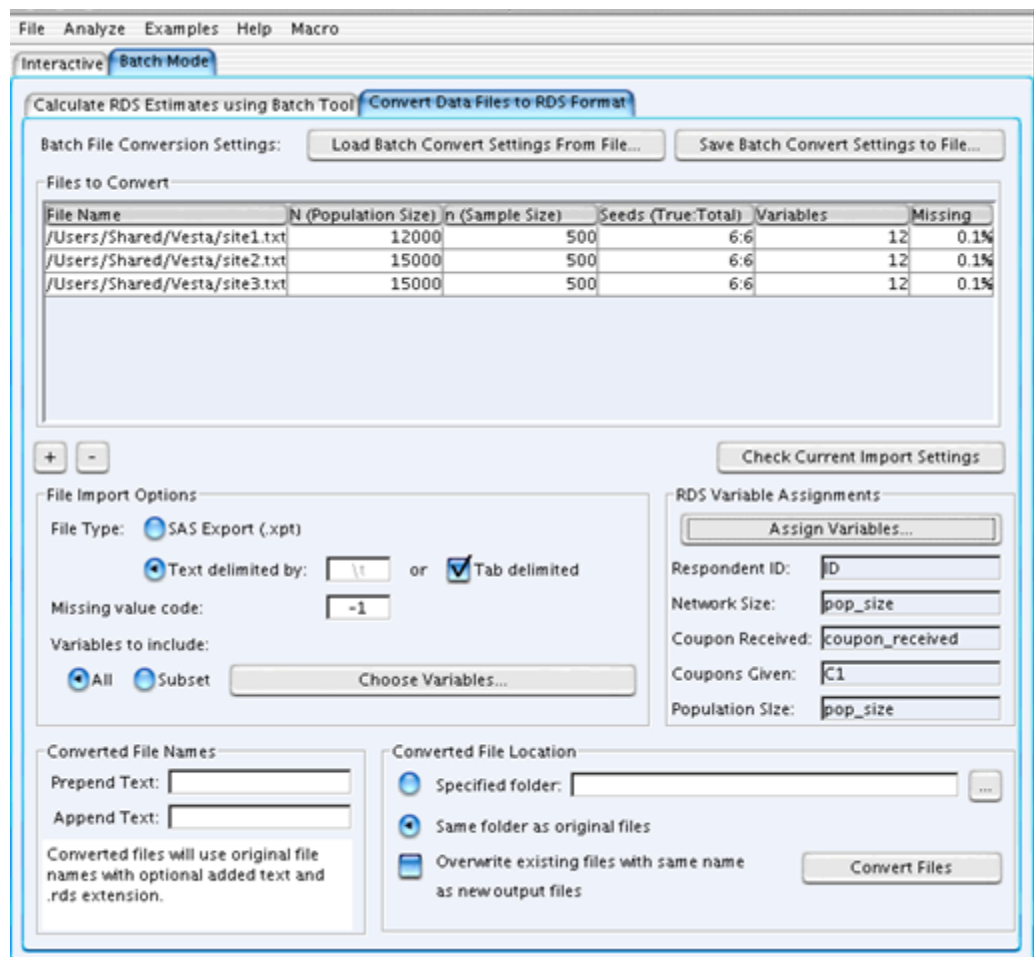 File Analyze Examples Help Macro
Interactive Batch Mode
Calculate RDS Estimates using Batch Tool Convert Data Files to RDS Format
Batch File Conversion Settings: Load Batch Convert Settings From File... Save Batch Convert Settings to File...
Files to Convert
File Name N (Population Size) n (Sample Size) Seeds (True:Total) Variables Missing
/Users/Shared/Vesta/site1.txt 12000 500 6:6 12 0.1%
/Users/Shared/Vesta/site2.txt 15000 500 6:6 12 0.1%
/Users/Shared/Vesta/site3.txt 15000 500 6:6 12 0.1%
+ - Check Current Import Settings
File Import Options
File Type: SAS Export (.xpt)
Text delimited by: \t or Tab delimited
Missing value code: -1
Variables to include:
All Subset Choose Variables...
RDS Variable Assignments
Assign Variables...
Respondent ID: ID
Network Size: pop_size
Coupon Received: coupon_received
Coupons Given: C1
Population SIze: pop_size
Converted File Names
Prepend Text:
Append Text:
Converted files will use original file
names with optional added text and
.rds extension.
Converted File Location
Specified folder: ...
Same folder as original files
Overwrite existing files with same name
as new output files
Convert Files